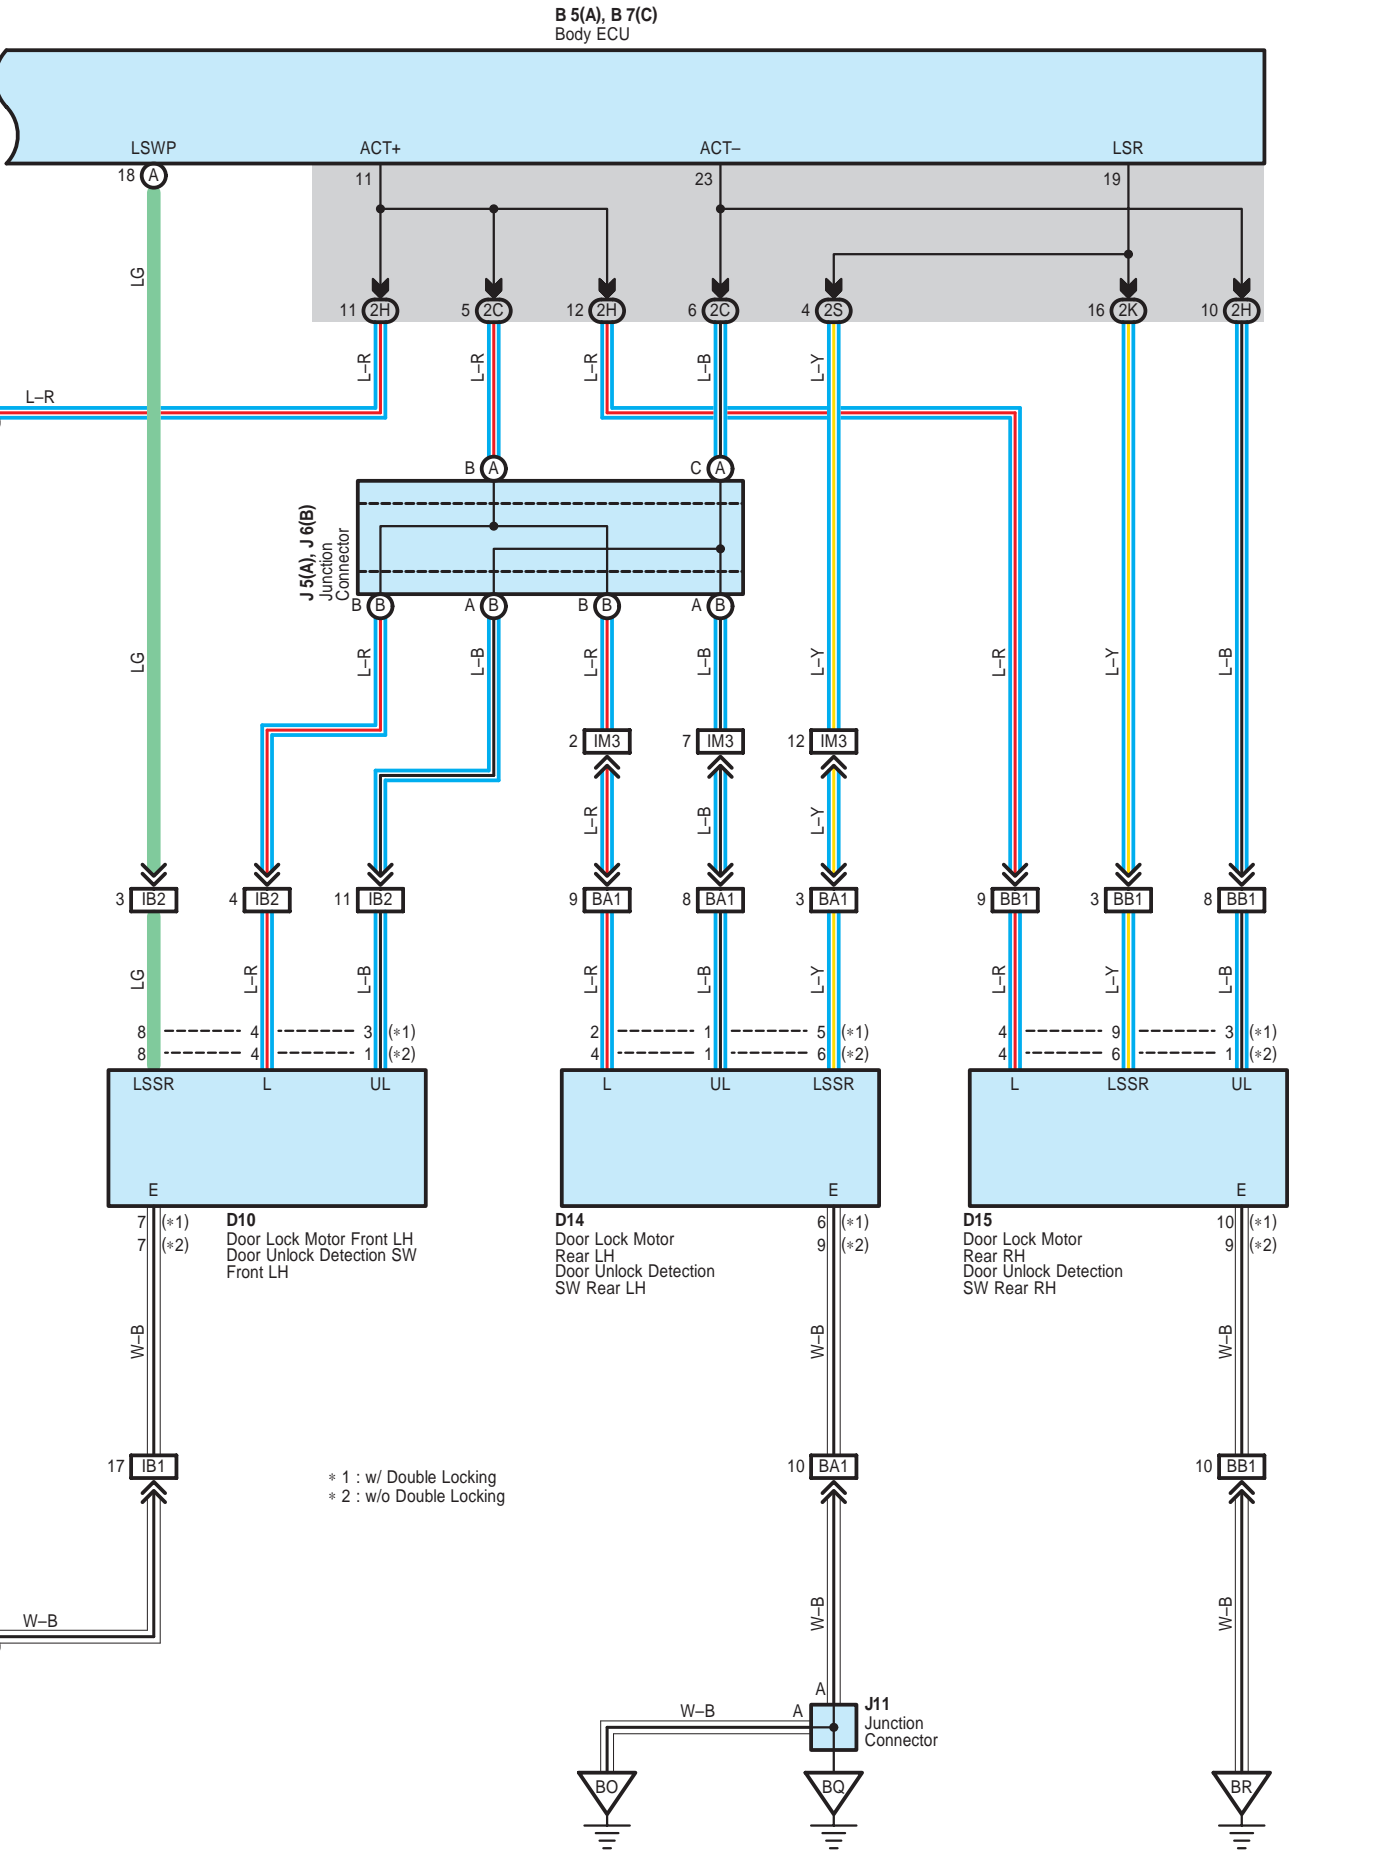 B 5(A), B 7(C)
Body ECU
LSWP
ACT+
ACT–
LSR
18
A
11
23
19
LG
11
2H
5
2C
12
2H
6
2C
4
2S
16
2K
10
2H
L–R
L–R
L–R
L–B
L–Y
L–R
B
A
C
A
J 5(A), J 6(B)
Junction
Connector
B
B
A
B
B
B
A
B
LG
L–R
L–B
L–R
L–B
L–Y
L–R
L–Y
L–B
2
IM3
7
IM3
12
IM3
L–R
L–B
L–Y
3
IB2
4
IB2
11
IB2
9
BA1
8
BA1
3
BA1
9
BB1
3
BB1
8
BB1
LG
L–R
L–B
L–R
L–B
L–Y
L–R
L–Y
L–B
8
4
3
(*1)
2
1
5
(*1)
4
9
3
(*1)
8
4
1
(*2)
4
1
6
(*2)
4
6
1
(*2)
LSSR
L
UL
L
UL
LSSR
L
LSSR
UL
E
E
E
7
(*1)
7
(*2)
D10
Door Lock Motor Front LH
Door Unlock Detection SW
Front LH
D14
Door Lock Motor
Rear LH
Door Unlock Detection
SW Rear LH
6
(*1)
9
(*2)
D15
Door Lock Motor
Rear RH
Door Unlock Detection
SW Rear RH
10
(*1)
9
(*2)
W–B
W–B
W–B
17
IB1
10
BA1
10
BB1
* 1 : w/ Double Locking
* 2 : w/o Double Locking
W–B
W–B
W–B
A
W–B
A
J11
Junction
Connector
BO
BQ
BR